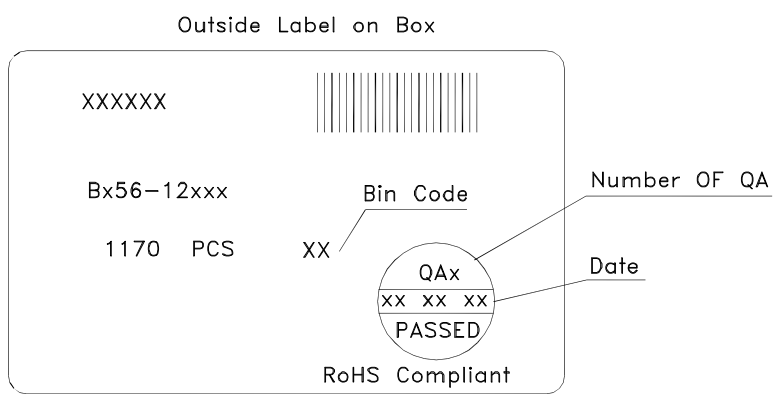 Outside Label on Box
XXXXXX
Bx56-12xxx
Bin Code
Number OF QA
1170 PCS
XX
QAx
Date
xx xx xx
PASSED
RoHS Compliant